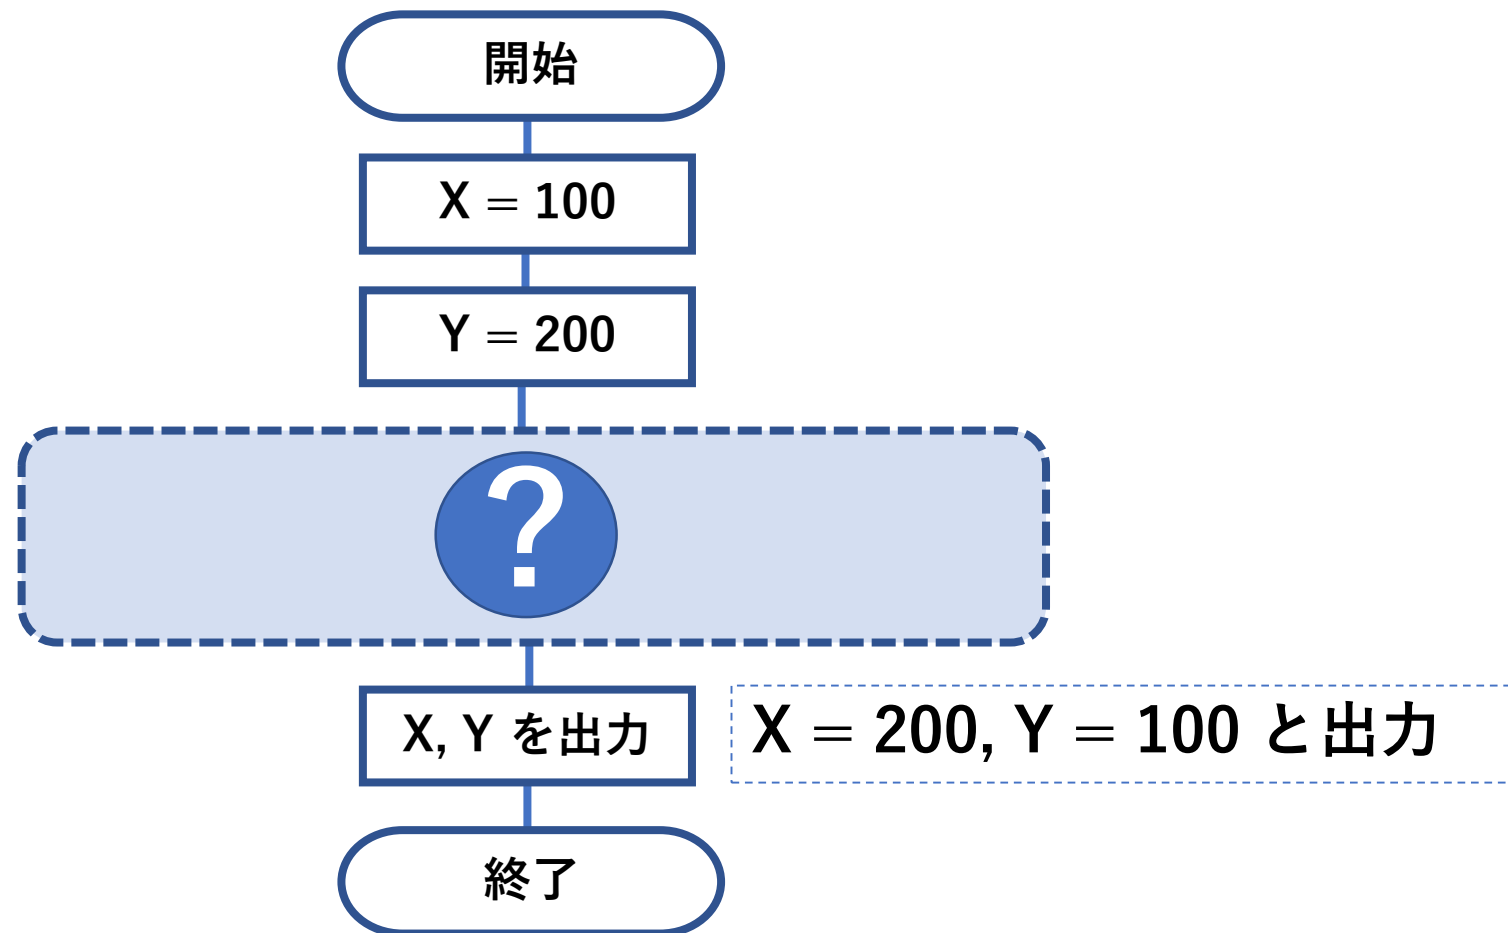 開始
X = 100
Y = 200
?
X, Y を出力
X = 200, Y = 100 と出力
終了